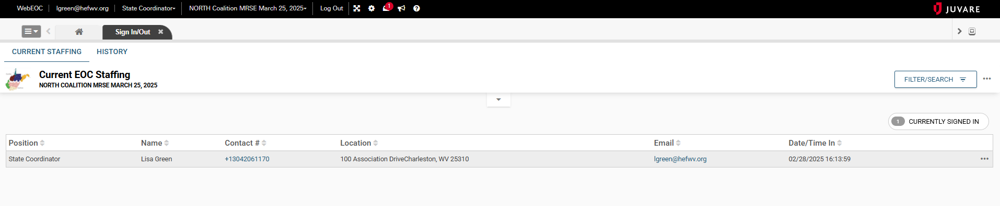 WebEOC lgreen@hefwv.org State Coordinator NORTH Coalition MRSE March 25, 2025 Log Out 1 JUVARE
Sign In/Out
CURRENT STAFFING HISTORY
Current EOC Staffing
NORTH COALITION MRSE MARCH 25, 2025
FILTER/SEARCH
1 CURRENTLY SIGNED IN
Position Name Contact # Location Email Date/Time In
State Coordinator Lisa Green +13042061170 100 Association DriveCharleston, WV 25310 lgreen@hefwv.org 02/28/2025 16:13:59